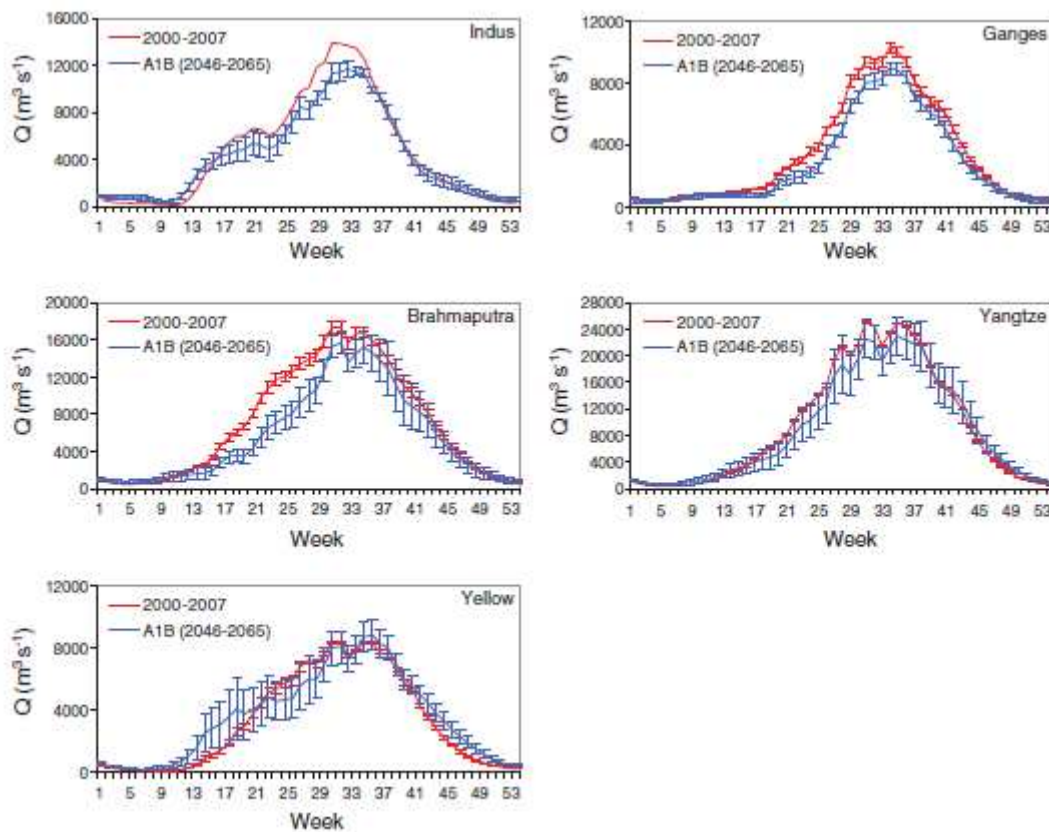 Indus
2000-2007
A1B (2046-2065)
Q (m³ s⁻¹)
16000
12000
8000
4000
0
1 5 9 13 17 21 25 29 33 37 41 45 49 53
Week
Ganges
2000-2007
A1B (2046-2065)
Q (m³ s⁻¹)
12000
8000
4000
0
1 5 9 13 17 21 25 29 33 37 41 45 49 53
Week
Brahmaputra
2000-2007
A1B (2046-2065)
Q (m³ s⁻¹)
20000
16000
12000
8000
4000
0
1 5 9 13 17 21 25 29 33 37 41 45 49 53
Week
Yangtze
2000-2007
A1B (2046-2065)
Q (m³ s⁻¹)
28000
24000
20000
16000
12000
8000
4000
0
1 5 9 13 17 21 25 29 33 37 41 45 49 53
Week
Yellow
2000-2007
A1B (2046-2065)
Q (m³ s⁻¹)
12000
8000
4000
0
1 5 9 13 17 21 25 29 33 37 41 45 49 53
Week